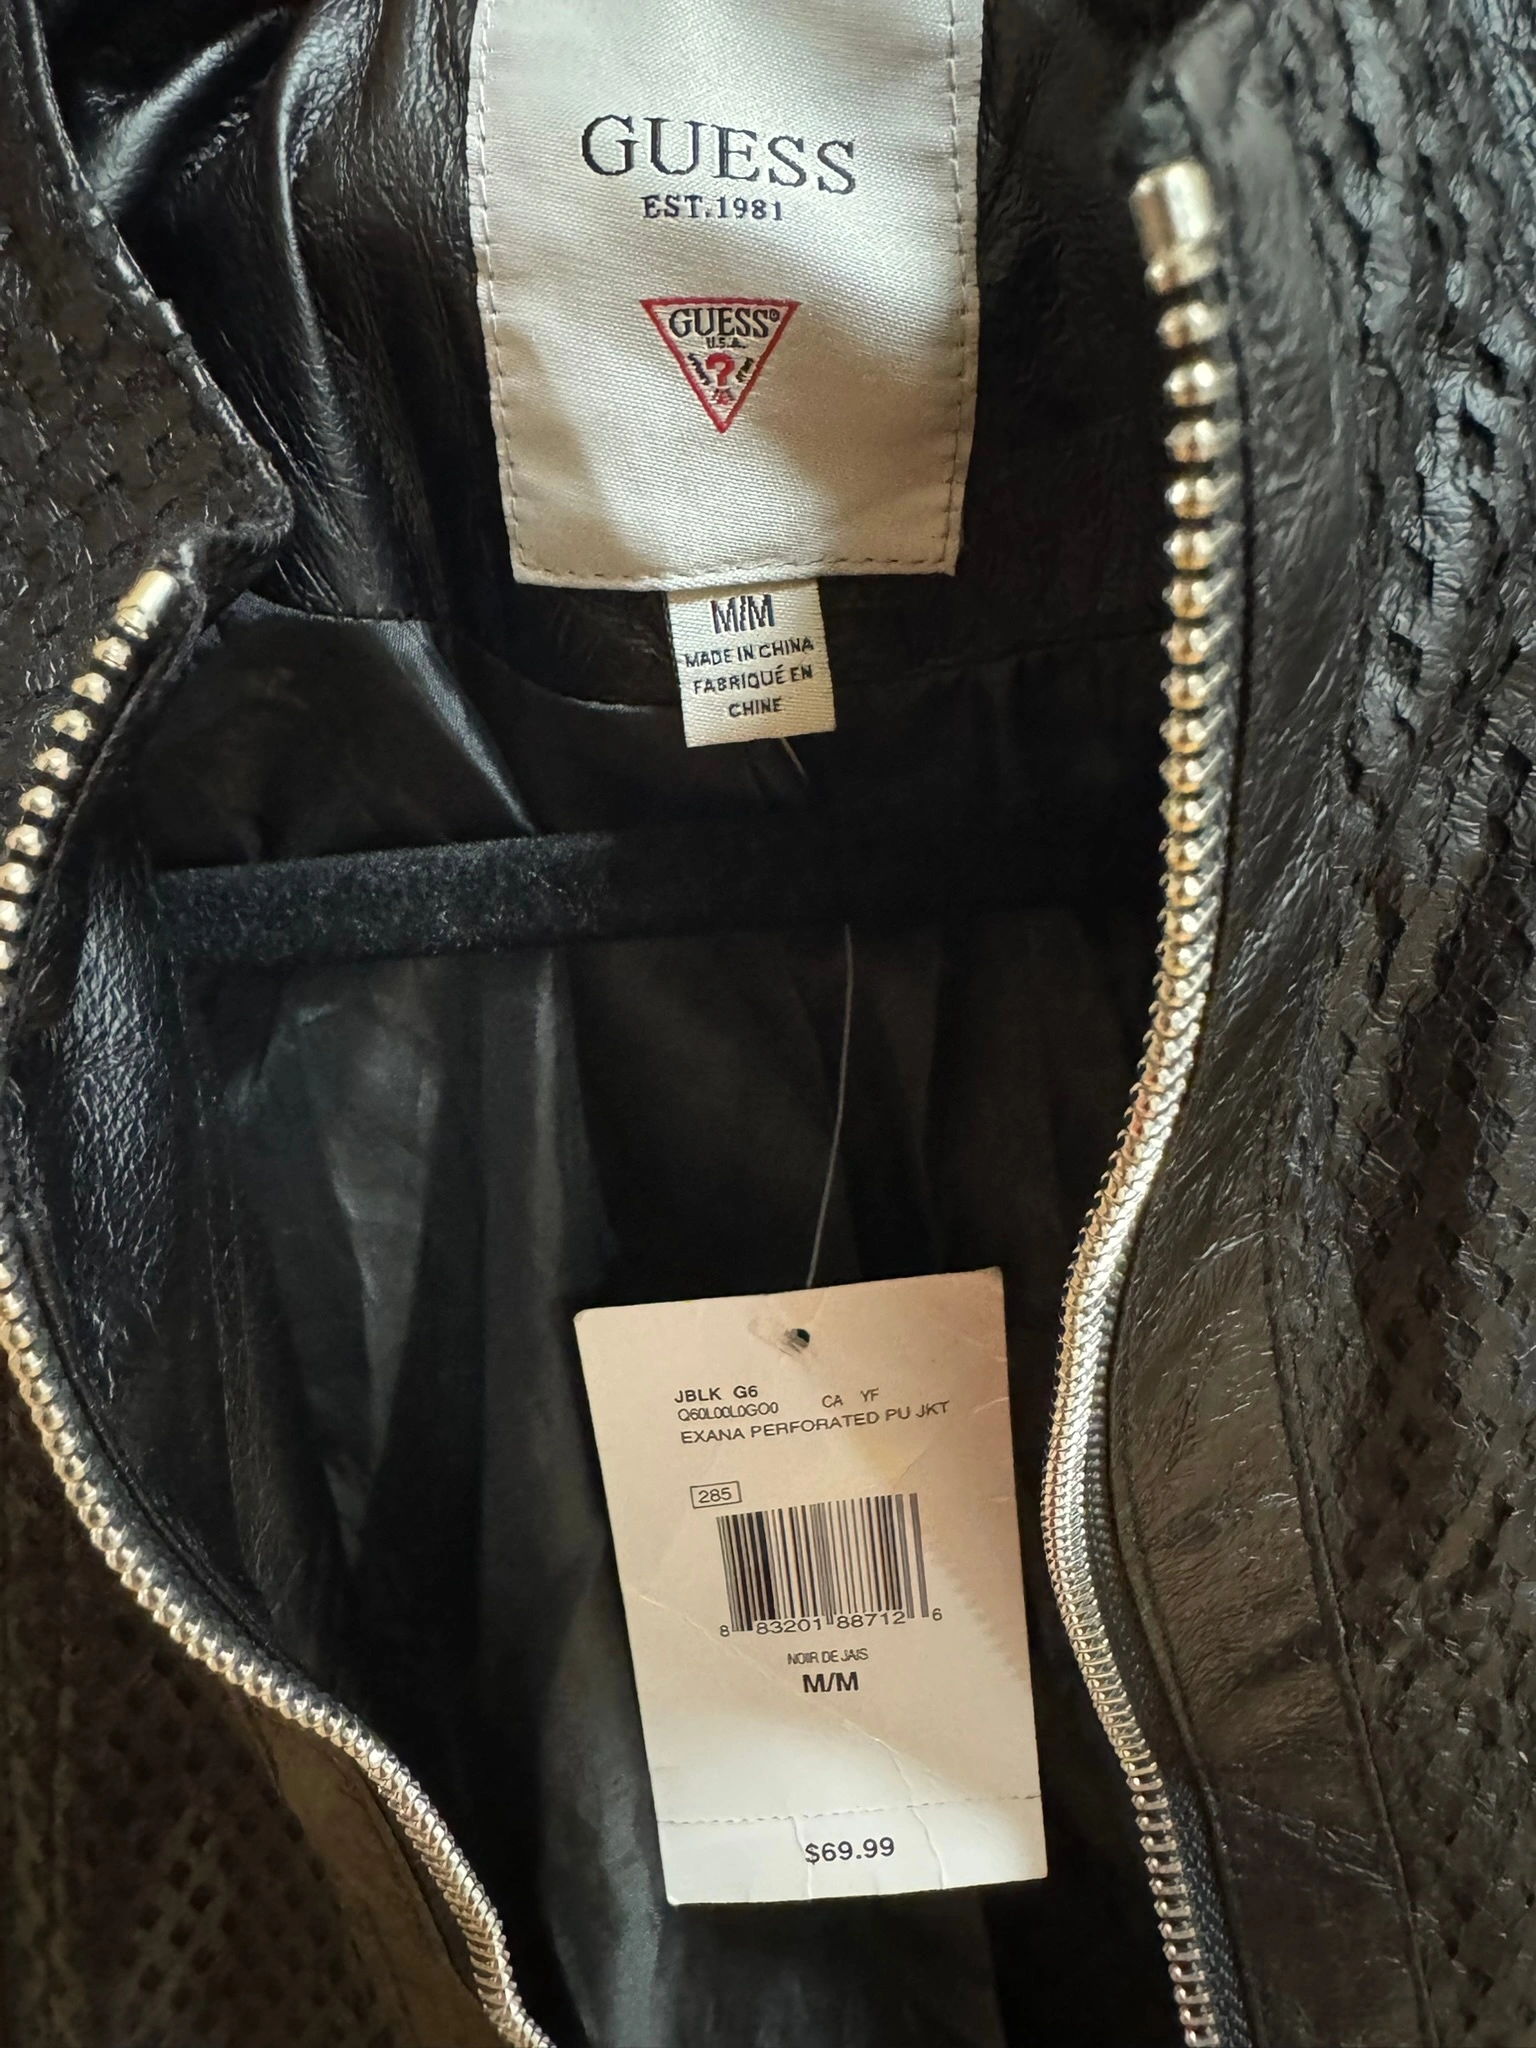 GUESS
EST.1981
GUESS®
U.S.A.
?
M/M
MADE IN CHINA
FABRIQUÉ EN
CHINE
JBLK G6
Q60L00L0GO0 CA YF
EXANA PERFORATED PU JKT
285
8 83201 88712 6
NOIR DE JAIS
M/M
$69.99